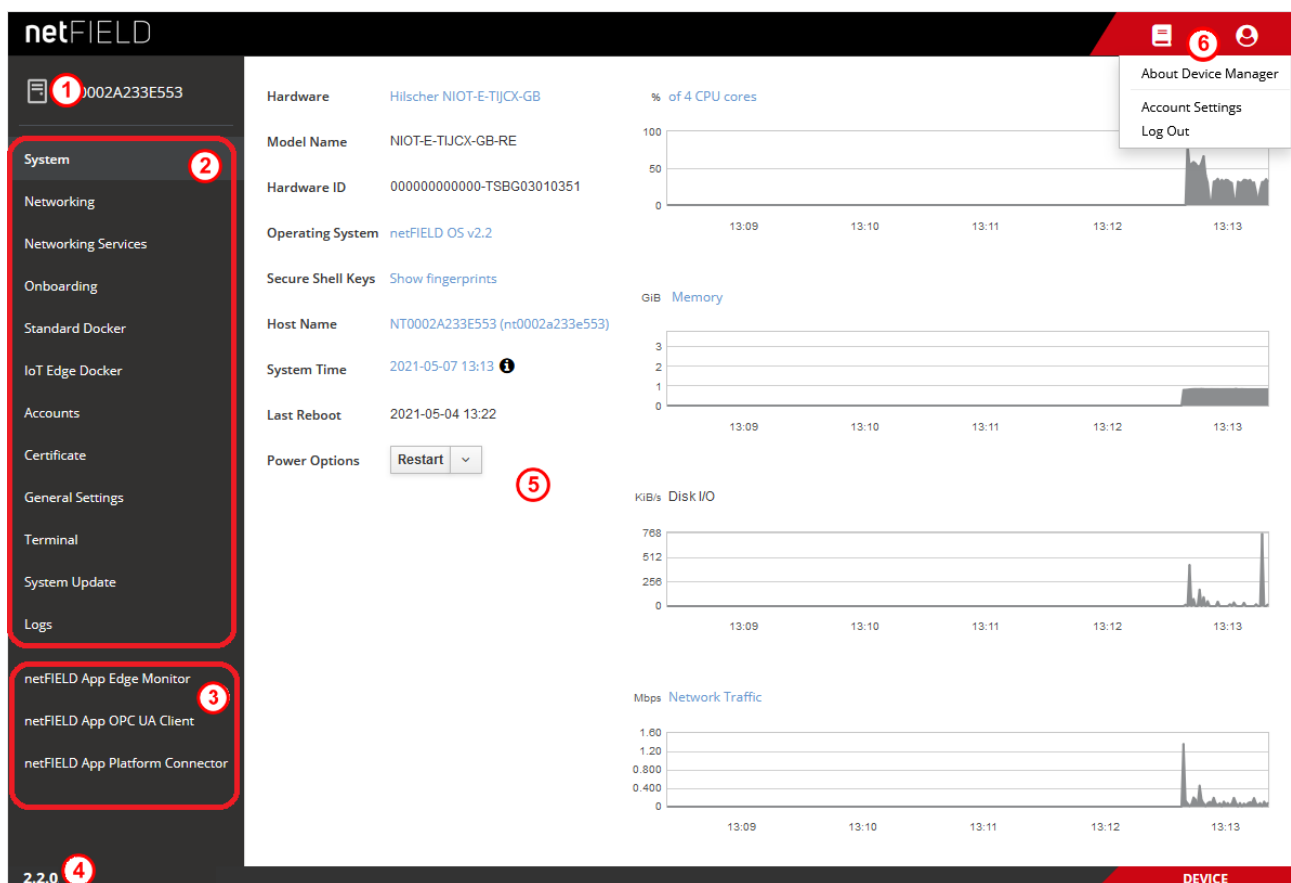 netFIELD
6
About Device Manager
Account Settings
Log Out
1
0002A233E553
2
System
Networking
Networking Services
Onboarding
Standard Docker
IoT Edge Docker
Accounts
Certificate
General Settings
Terminal
System Update
Logs
3
netFIELD App Edge Monitor
netFIELD App OPC UA Client
netFIELD App Platform Connector
2.2.0
4
Hardware Hilscher NIOT-E-TIJCX-GB
Model Name NIOT-E-TIJCX-GB-RE
Hardware ID 000000000000-TSBG03010351
Operating System netFIELD OS v2.2
Secure Shell Keys Show fingerprints
Host Name NT0002A233E553 (nt0002a233e553)
System Time 2021-05-07 13:13
Last Reboot 2021-05-04 13:22
Power Options Restart
5
% of 4 CPU cores
100
50
0
13:09 13:10 13:11 13:12 13:13
GiB Memory
3
2
1
0
13:09 13:10 13:11 13:12 13:13
KiB/s Disk I/O
768
512
256
0
13:09 13:10 13:11 13:12 13:13
Mbps Network Traffic
1.60
1.20
0.800
0.400
0
13:09 13:10 13:11 13:12 13:13
DEVICE